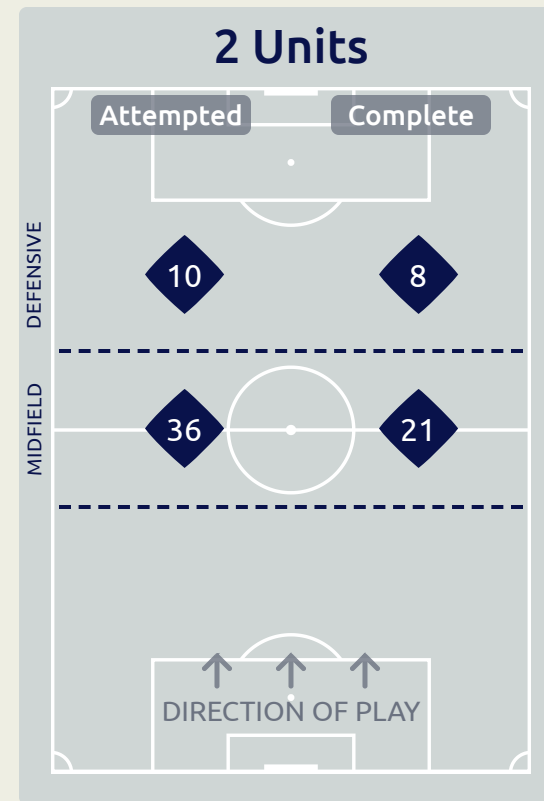 2 Units
Attempted Complete
DEFENSIVE
10 8
MIDFIELD
36 21
DIRECTION OF PLAY